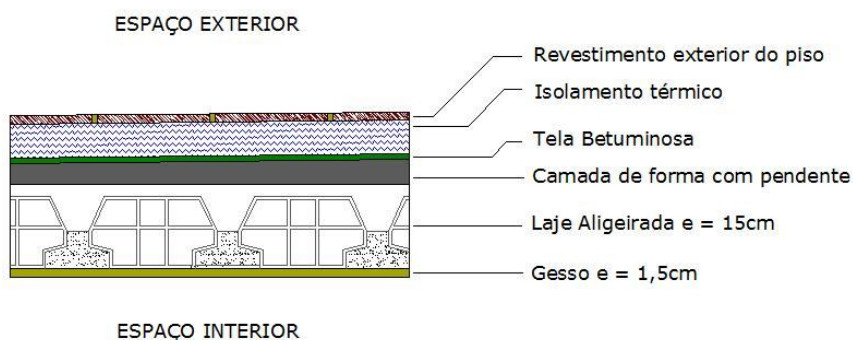 ESPAÇO EXTERIOR
Revestimento exterior do piso
Isolamento térmico
Tela Betuminosa
Camada de forma com pendente
Laje Aligeirada e = 15cm
Gesso e = 1,5cm
ESPAÇO INTERIOR